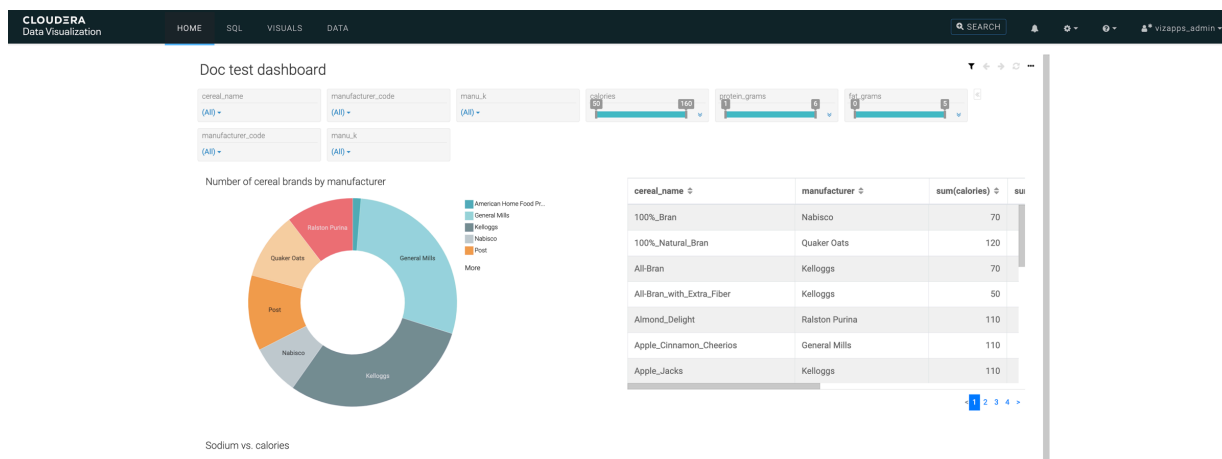 CLOUDERA
Data Visualization
HOME SQL VISUALS DATA
SEARCH
vizapps_admin
Doc test dashboard
cereal_name manufacturer_code manu_k calories protein_grams fat_grams
50 160 1 6 0 5
(All) (All) (All)
manufacturer_code manu_k
(All) (All)
Number of cereal brands by manufacturer
American Home Food Pr...
General Mills
Kelloggs
Nabisco
Post
More
Ralston Purina
Quaker Oats
General Mills
Post
Nabisco
Kelloggs
cereal_name manufacturer sum(calories) su
100%_Bran Nabisco 70
100%_Natural_Bran Quaker Oats 120
All-Bran Kelloggs 70
All-Bran_with_Extra_Fiber Kelloggs 50
Almond_Delight Ralston Purina 110
Apple_Cinnamon_Cheerios General Mills 110
Apple_Jacks Kelloggs 110
< 1 2 3 4 >
Sodium vs. calories